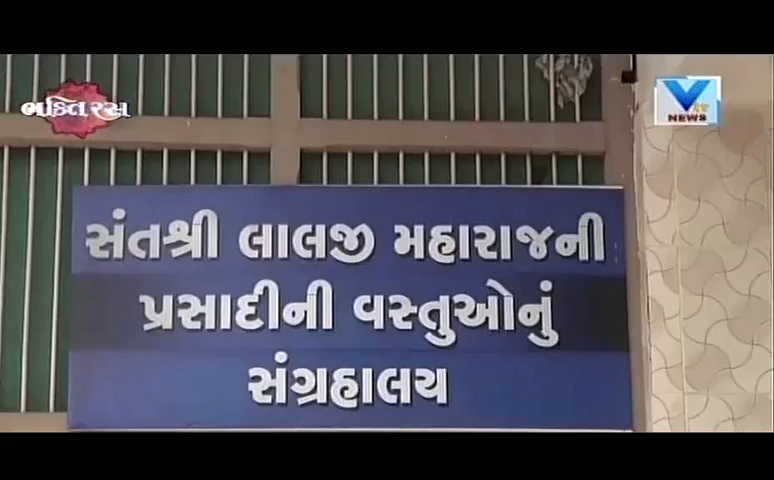 ભક્તિ રસ
NEWS
સંતશ્રી લાલજી મહારાજની
પ્રસાદીની વસ્તુઓનું
સંગ્રહાલય